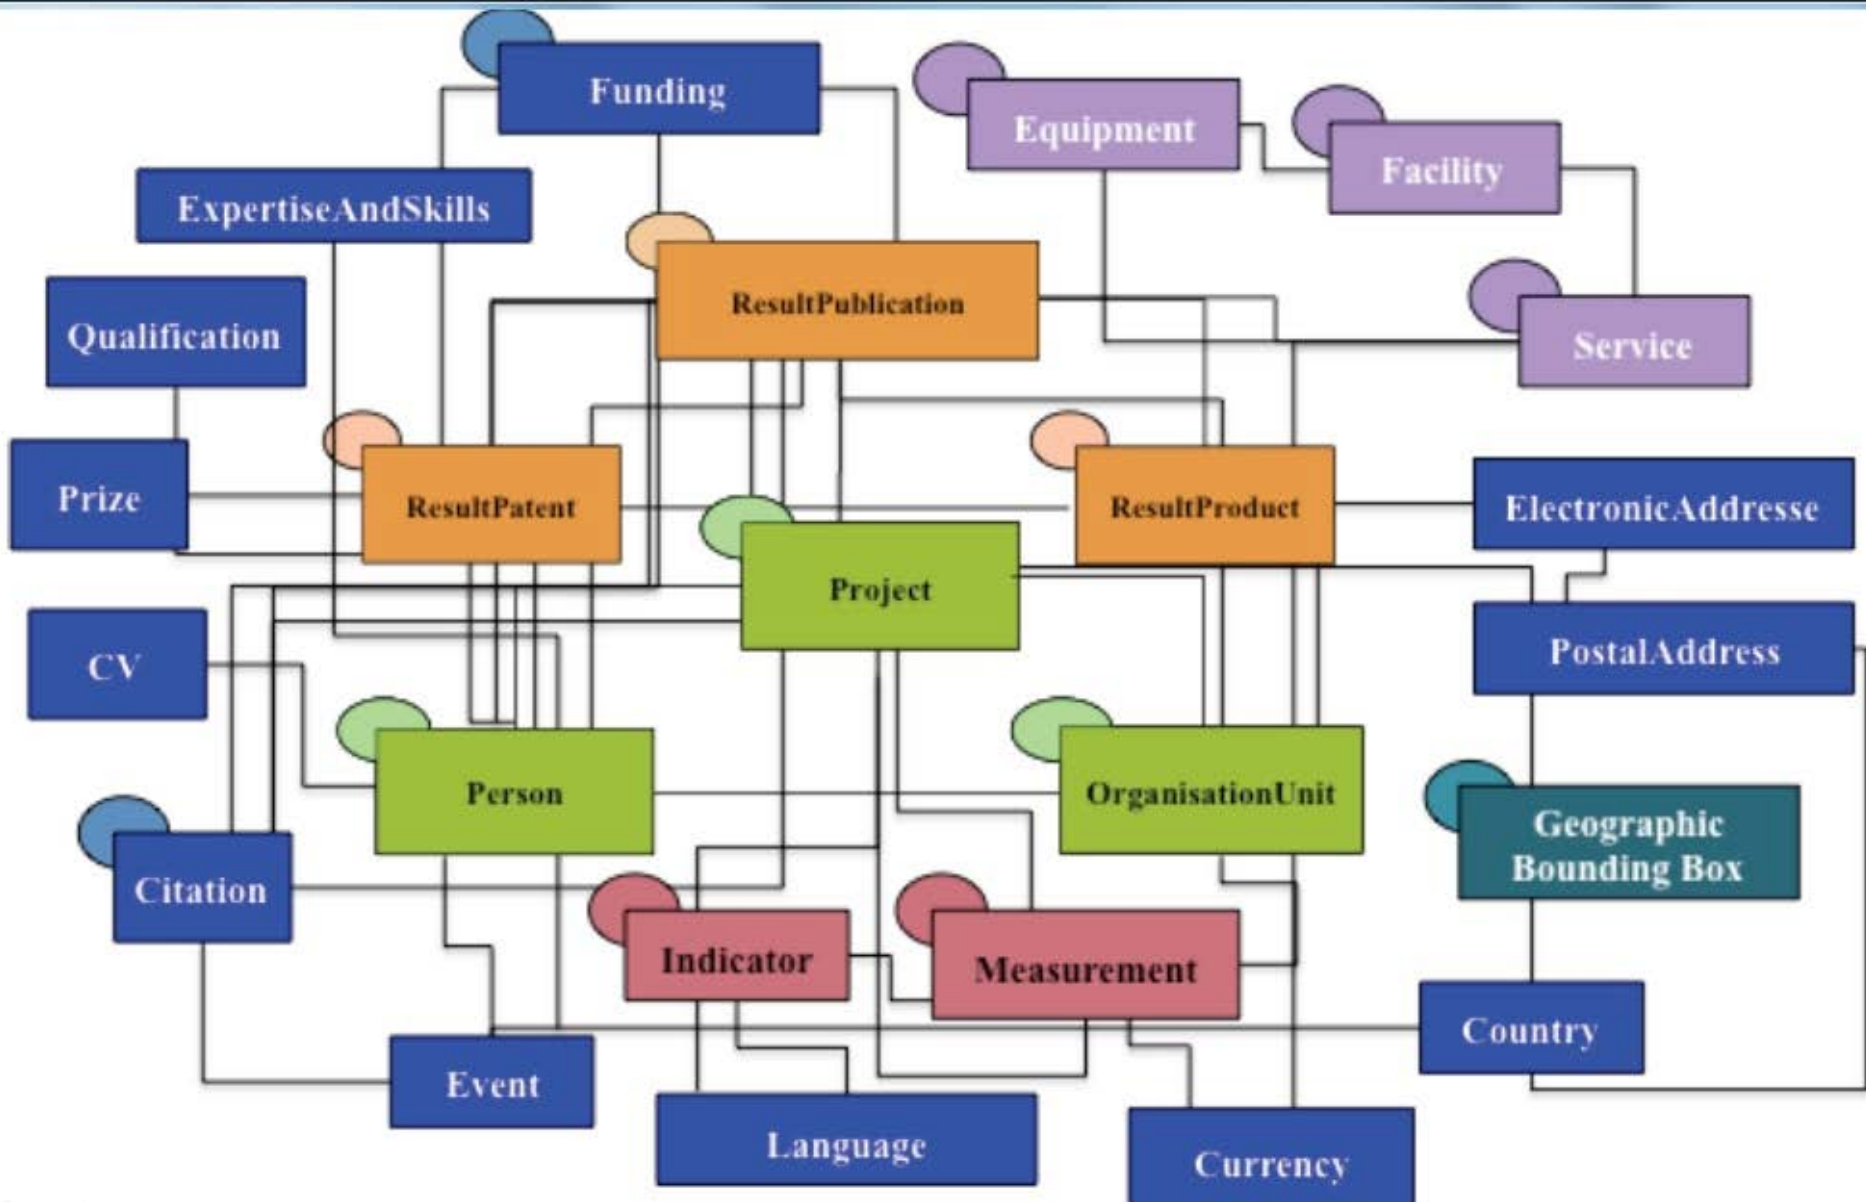 Funding
Equipment
Facility
ExpertiseAndSkills
ResultPublication
Qualification
Service
Prize
ResultPatent
ResultProduct
ElectronicAddresse
Project
CV
PostalAddress
Person
OrganisationUnit
Geographic
Bounding Box
Citation
Indicator
Measurement
Country
Event
Language
Currency